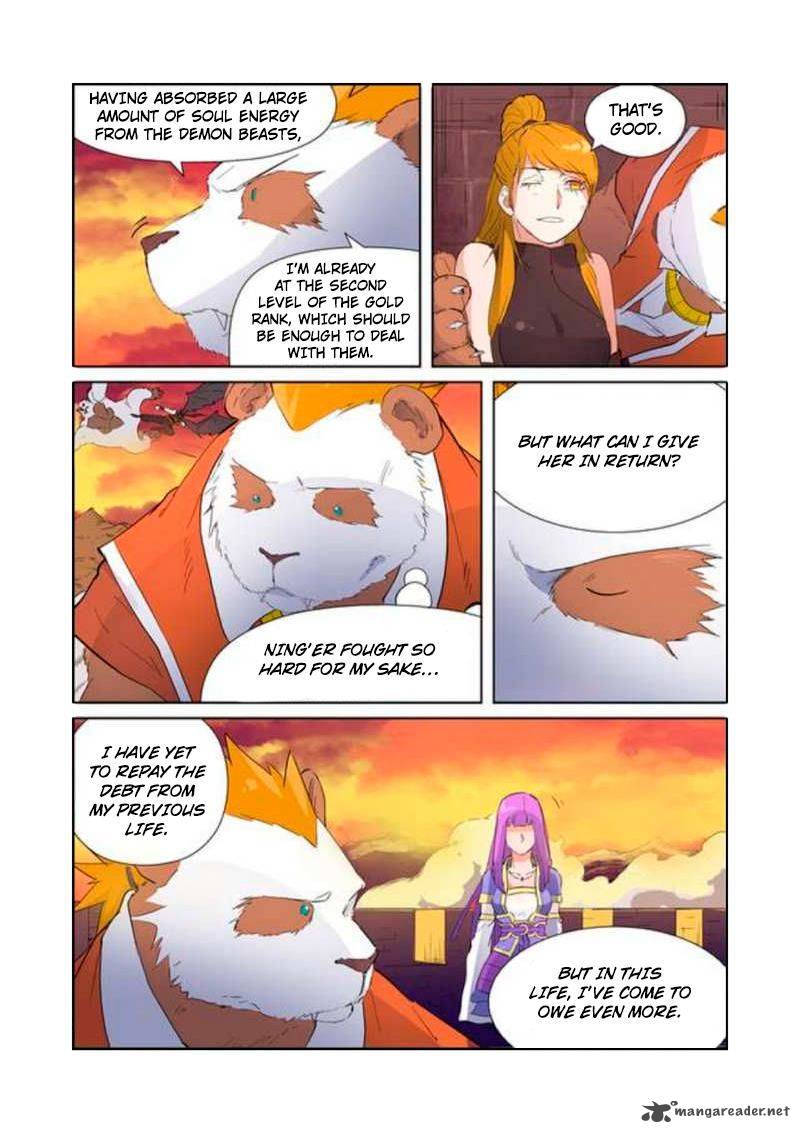 HAVING ABSORBED A LARGE
AMOUNT OF SOUL ENERGY
FROM THE DEMON BEASTS,
I'M ALREADY
AT THE SECOND
LEVEL OF THE GOLD
RANK, WHICH SHOULD
BE ENOUGH TO DEAL
WITH THEM.
THAT'S
GOOD.
NING'ER FOUGHT SO
HARD FOR MY SAKE...
BUT WHAT CAN I GIVE
HER IN RETURN?
I HAVE YET
TO REPAY THE
DEBT FROM
MY PREVIOUS
LIFE.
BUT IN THIS
LIFE, I'VE COME TO
OWE EVEN MORE.
mangareader.net